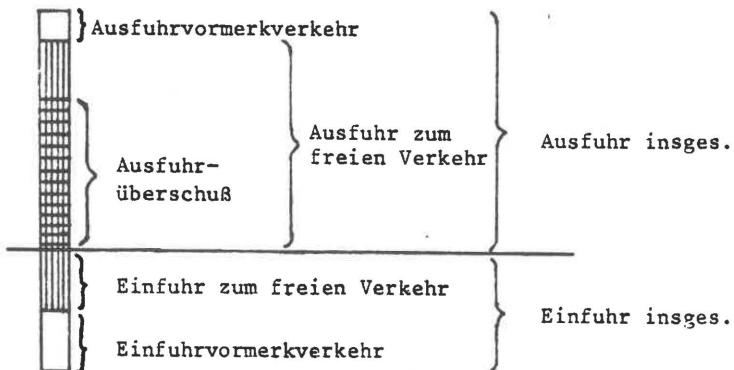 Ausfuhrvormerkverkehr
Ausfuhr zum
freien Verkehr
Ausfuhr insges.
Ausfuhr-
überschuß
Einfuhr zum freien Verkehr
Einfuhr insges.
Einfuhrvormerkverkehr